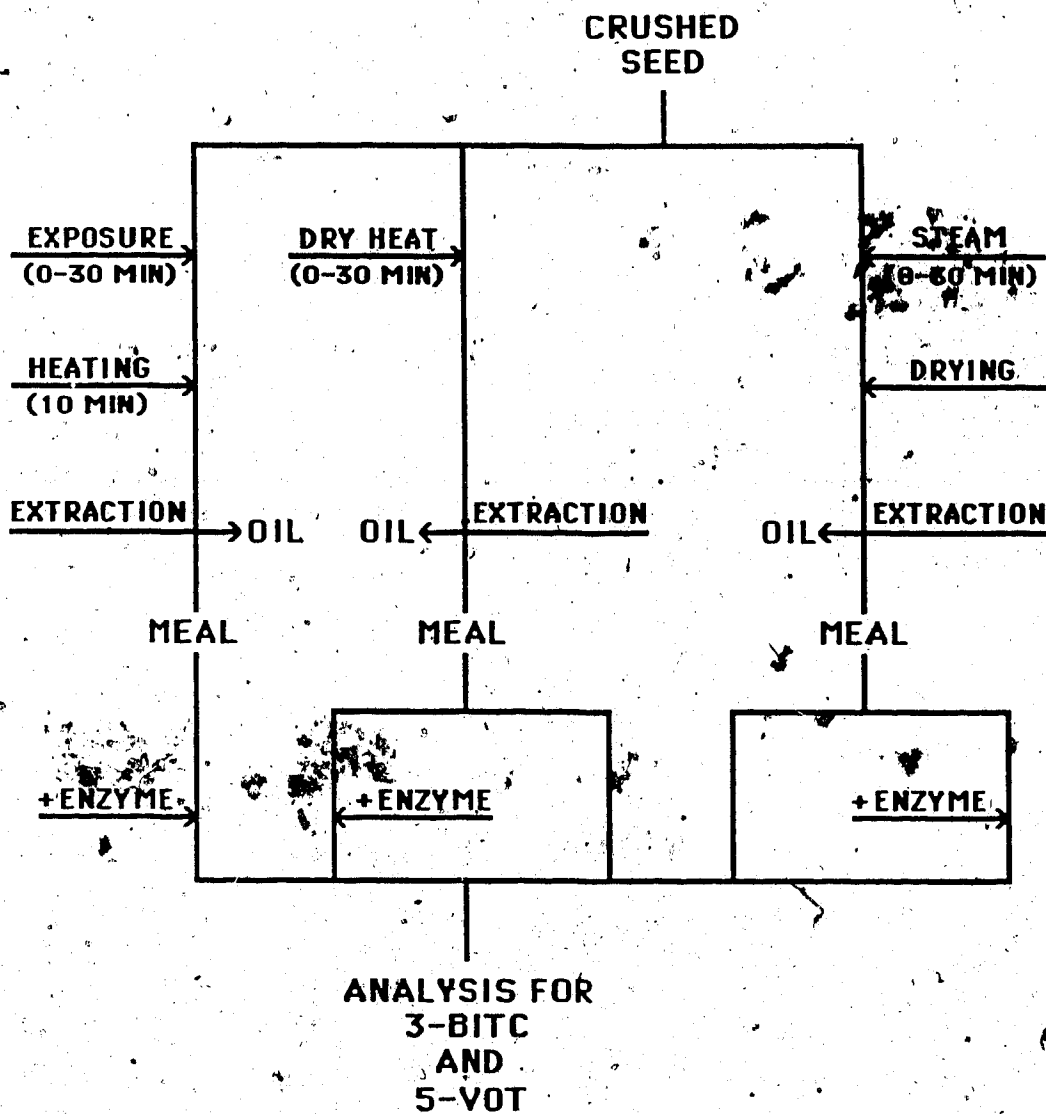 CRUSHED
SEED
EXPOSURE
(0-30 MIN)
DRY HEAT
(0-30 MIN)
STEAM
MIN)
HEATING
(10 MIN)
DRYING
EXTRACTION
OIL
OIL
EXTRACTION
OIL
EXTRACTION
MEAL
MEAL
MEAL
+ENZYME
+ENZYME
+ENZYME
ANALYSIS FOR
3-BITC
AND
5-VOT